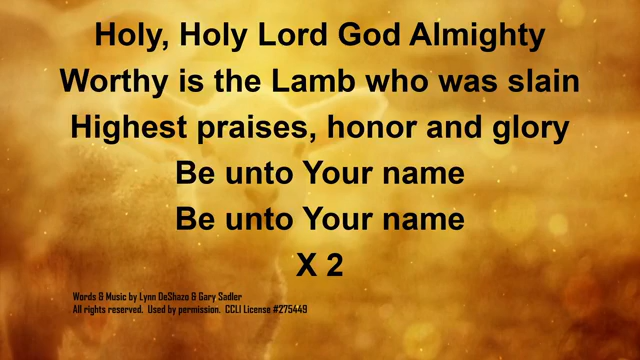 Holy, Holy Lord God Almighty
Worthy is the Lamb who was slain
Highest praises, honor and glory
Be unto Your name
Be unto Your name
X 2
Words & Music by Lynn DeShazo & Gary Sadler
All rights reserved.  Used by permission.  CCLI License #275449